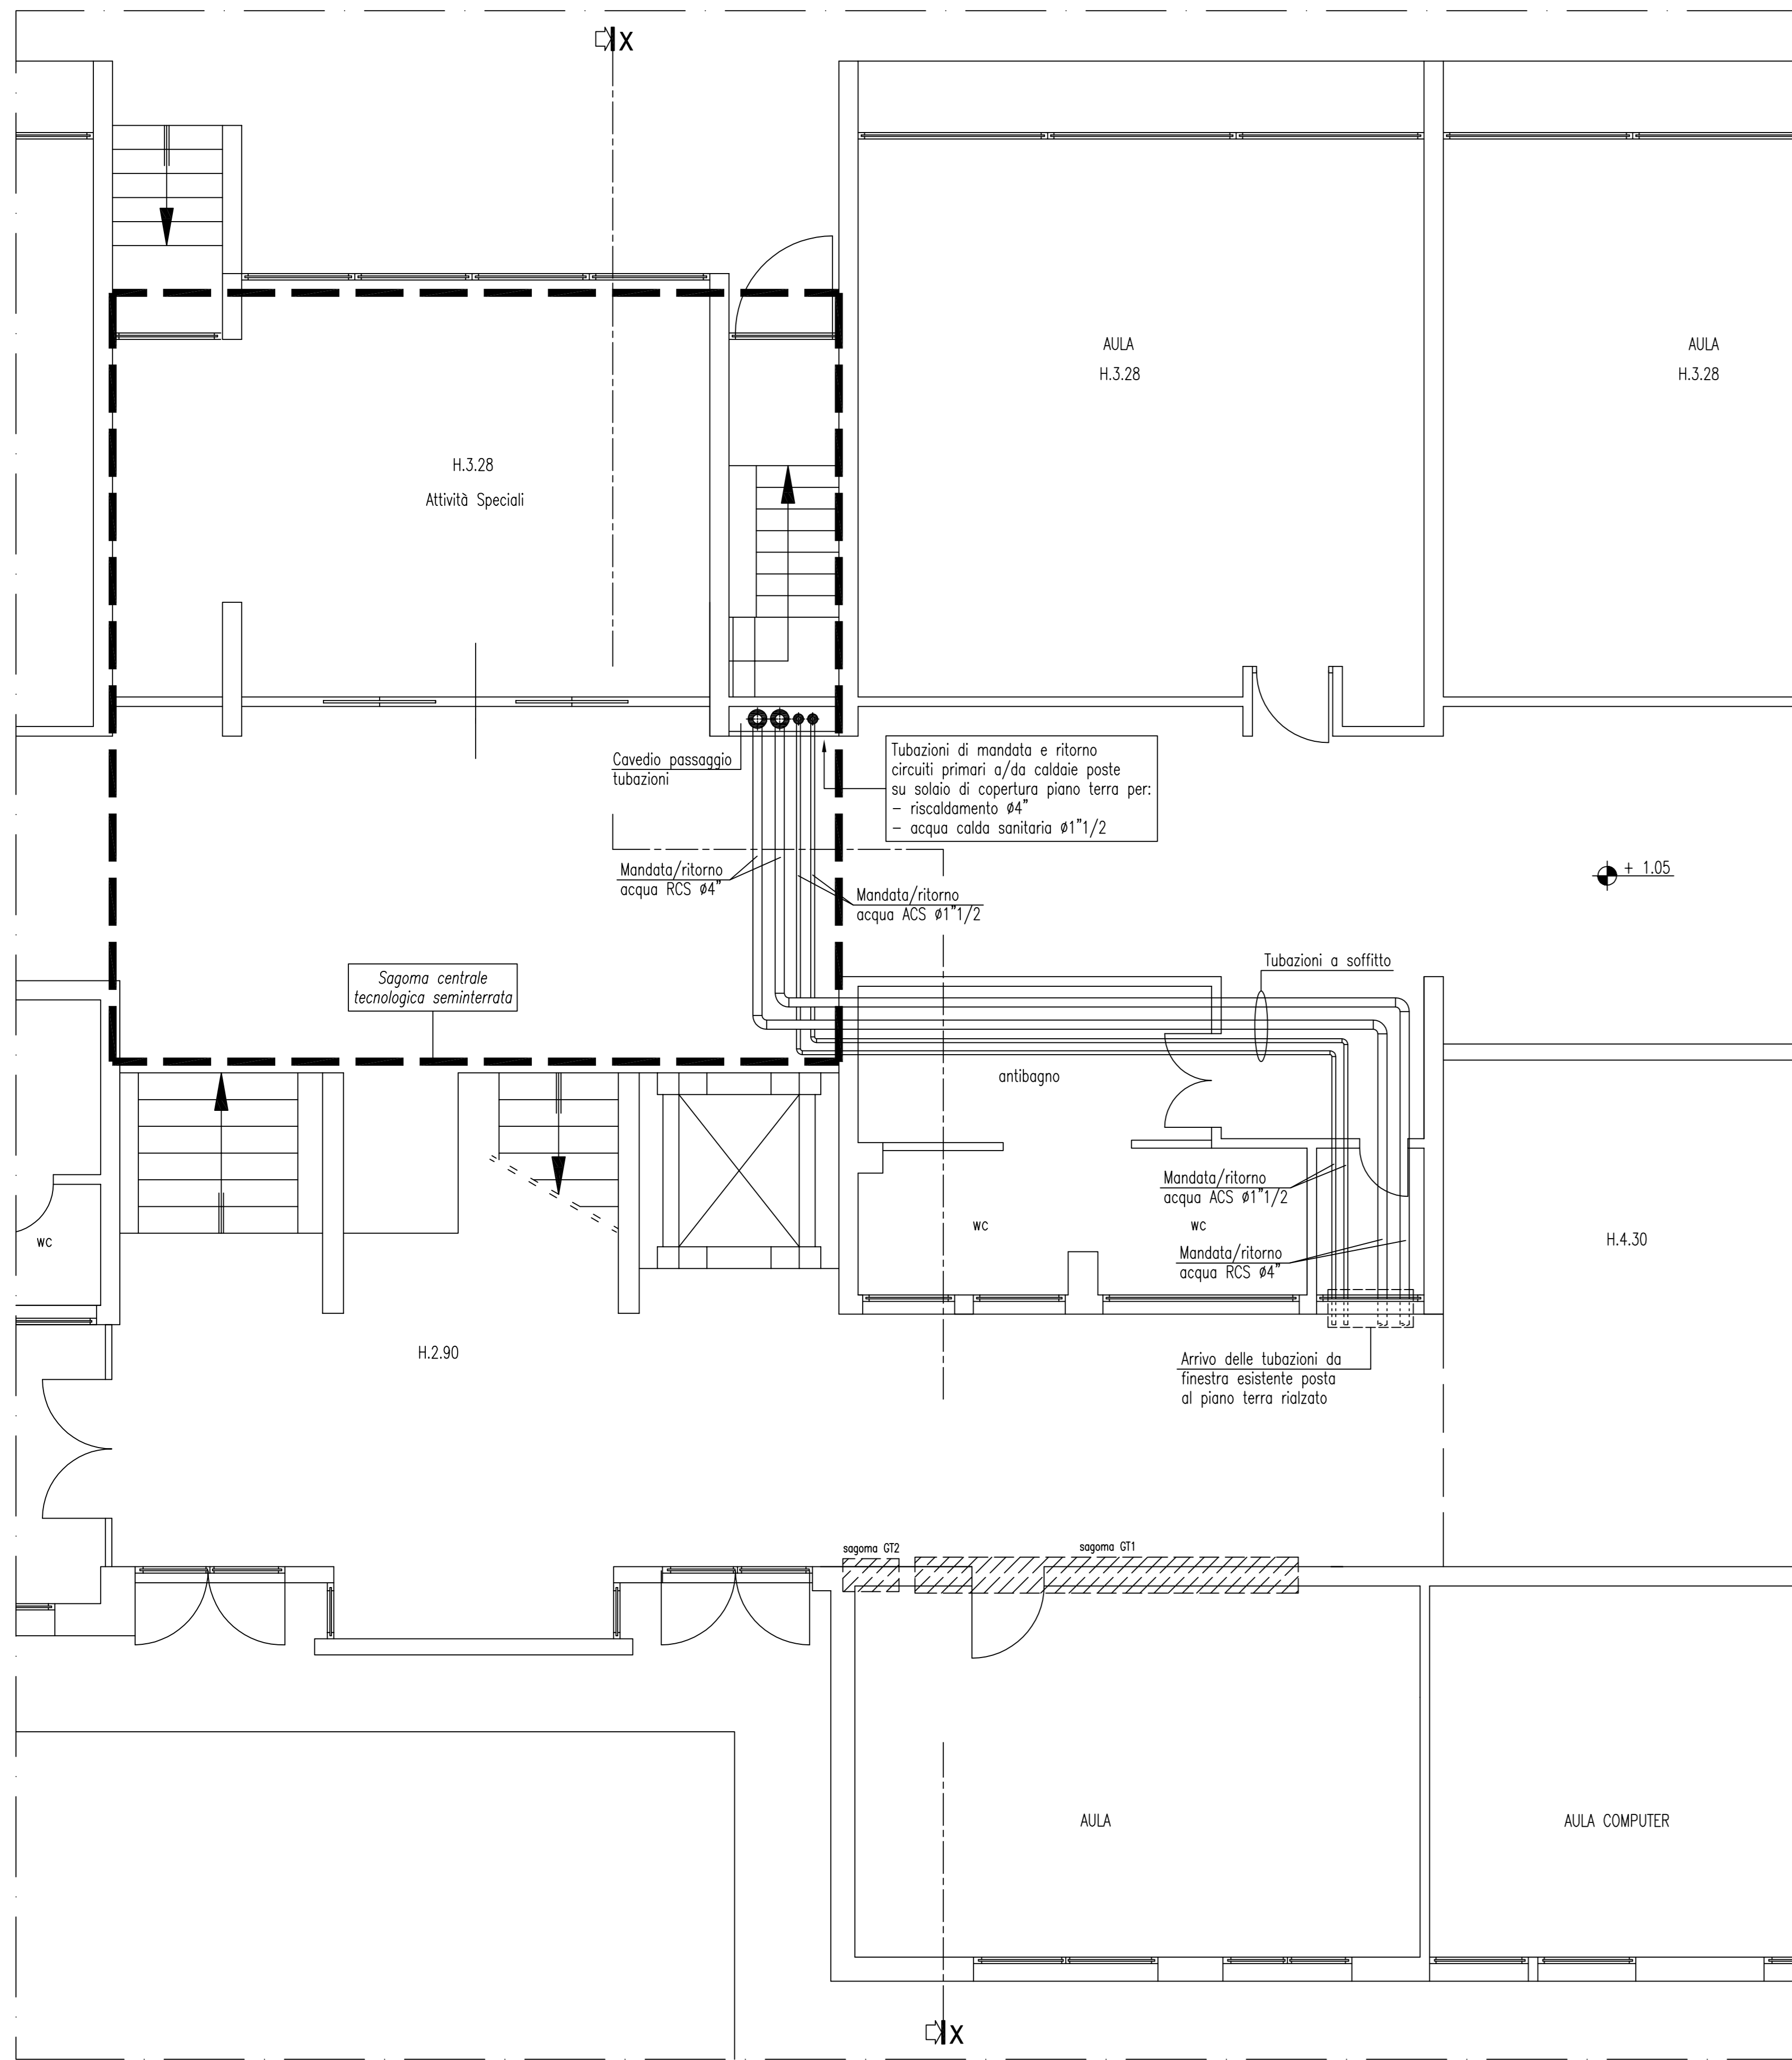 X
AULA
H.3.28
AULA
H.3.28
H.3.28
Attività Speciali
Cavedio passaggio
tubazioni
Tubazioni di mandata e ritorno
circuiti primari a/da caldaie poste
su solaio di copertura piano terra per:
– riscaldamento ø4"
– acqua calda sanitaria ø1"1/2
Mandata/ritorno
acqua RCS ø4"
Mandata/ritorno
acqua ACS ø1"1/2
+ 1.05
Tubazioni a soffitto
Sagoma centrale
tecnologica seminterrata
antibagno
Mandata/ritorno
acqua ACS ø1"1/2
wc
wc
wc
Mandata/ritorno
acqua RCS ø4"
H.4.30
H.2.90
Arrivo delle tubazioni da
finestra esistente posta
al piano terra rialzato
sagoma GT2
sagoma GT1
AULA
AULA COMPUTER
X